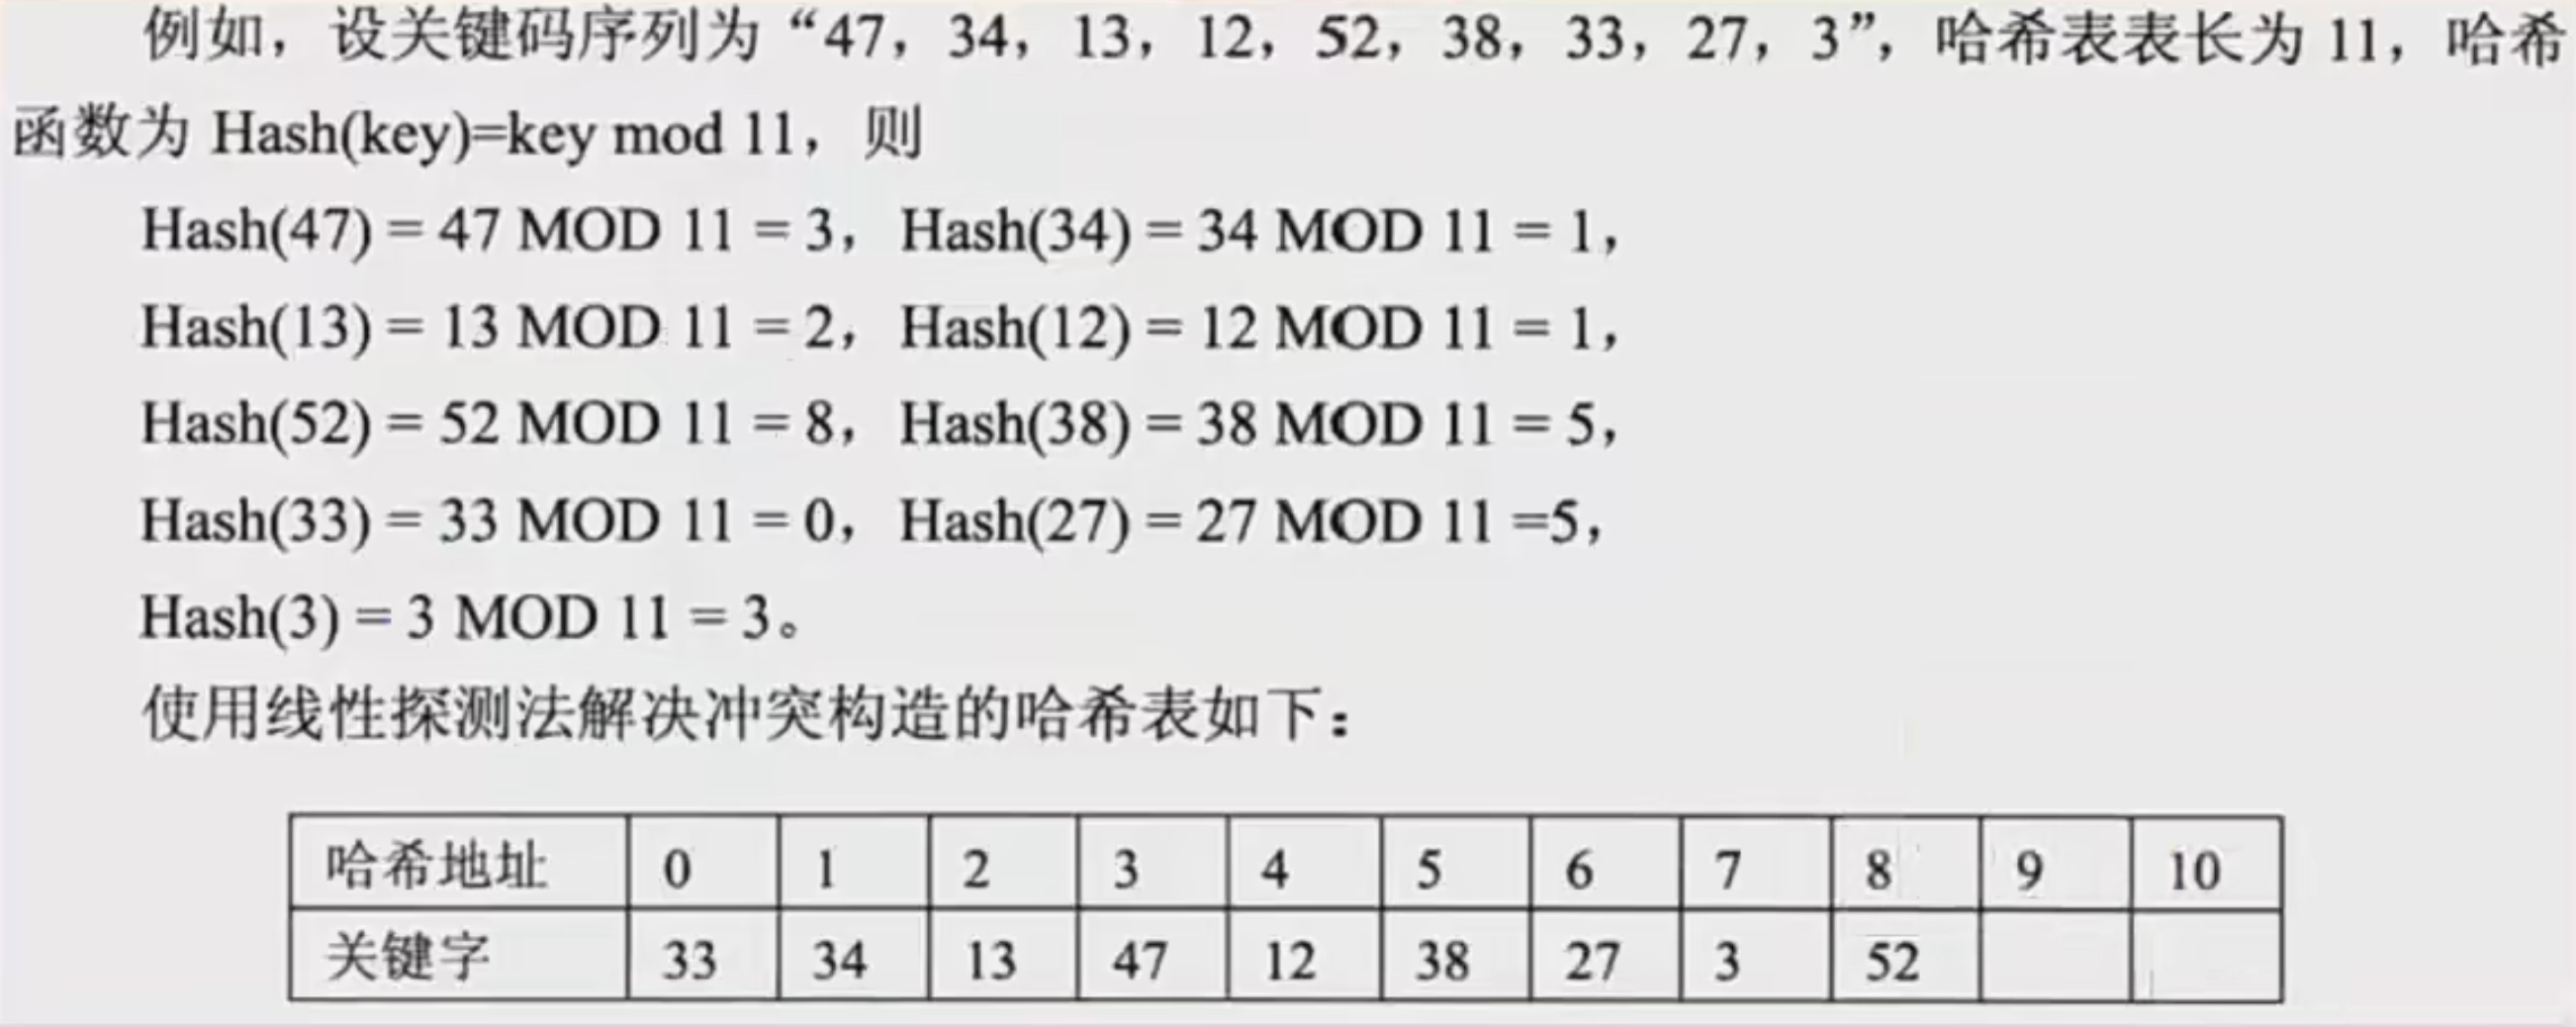 例如，设关键码序列为“47，34，13，12，52，38，33，27，3”，哈希表表长为 11，哈希
函数为 Hash(key)=key mod 11，则
Hash(47) = 47 MOD 11 = 3，Hash(34) = 34 MOD 11 = 1，
Hash(13) = 13 MOD 11 = 2，Hash(12) = 12 MOD 11 = 1，
Hash(52) = 52 MOD 11 = 8，Hash(38) = 38 MOD 11 = 5，
Hash(33) = 33 MOD 11 = 0，Hash(27) = 27 MOD 11 =5，
Hash(3) = 3 MOD 11 = 3。
使用线性探测法解决冲突构造的哈希表如下：
哈希地址 0 1 2 3 4 5 6 7 8 9 10
关键字 33 34 13 47 12 38 27 3 52